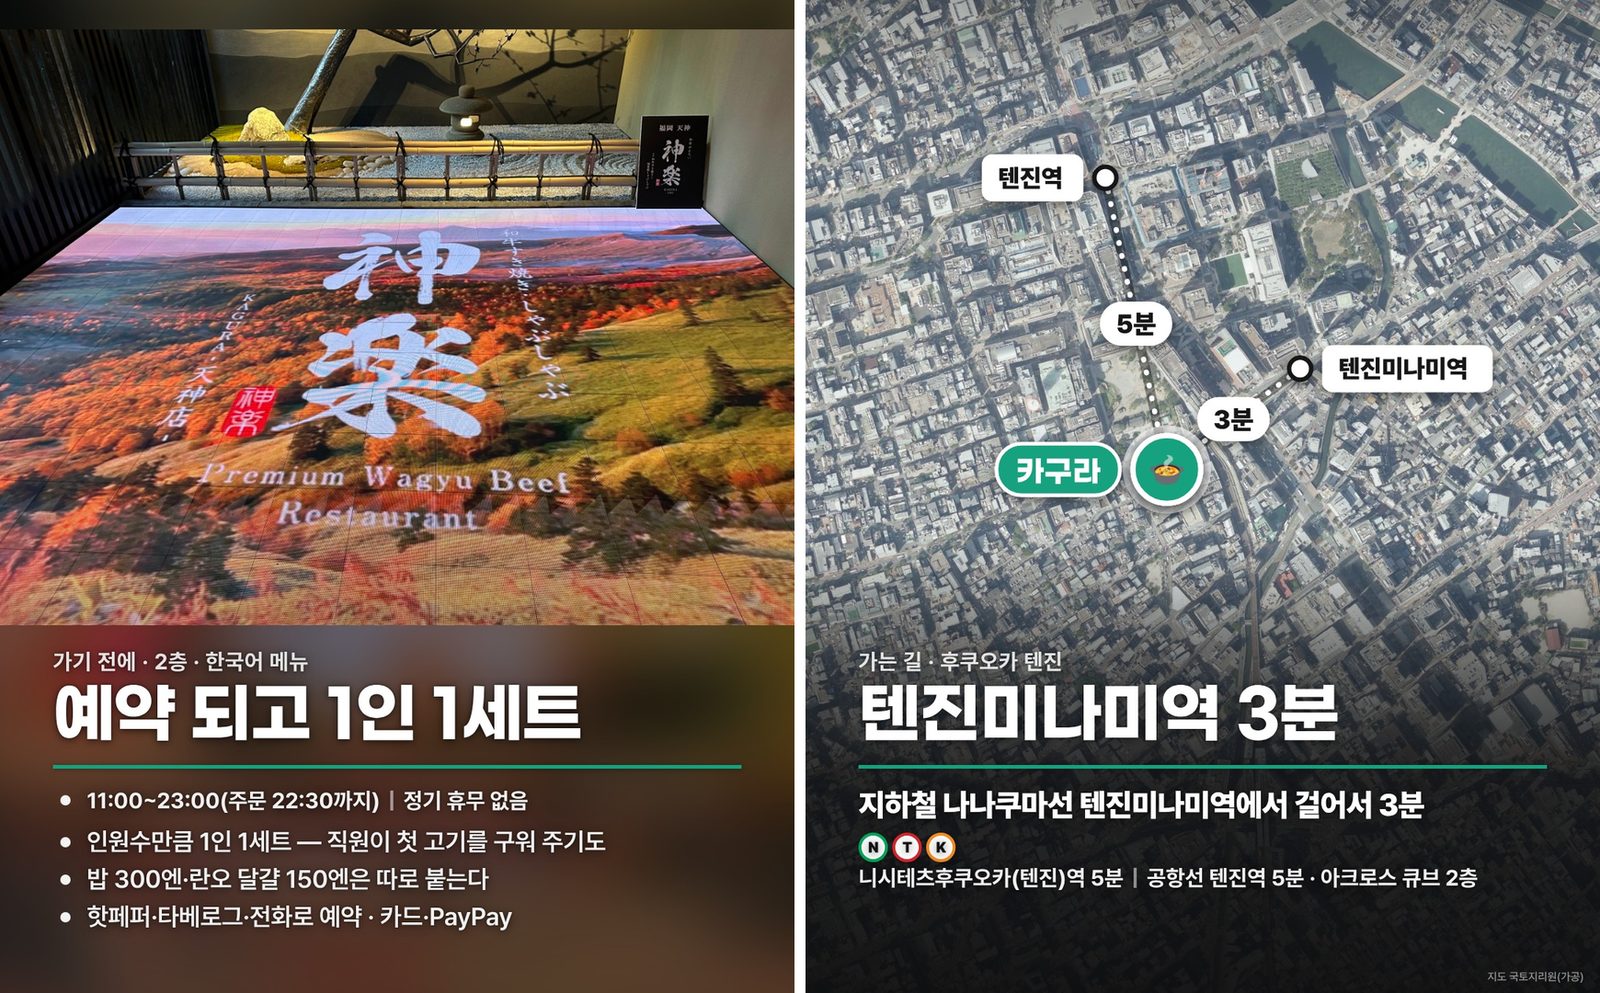 福岡 天神
神楽
神楽
和牛すき焼き・しゃぶしゃぶ
KAGURA 天神店
神楽
Premium Wagyu Beef
Restaurant
가기 전에 · 2층 · 한국어 메뉴
예약 되고 1인 1세트
11:00~23:00(주문 22:30까지) | 정기 휴무 없음
인원수만큼 1인 1세트 — 직원이 첫 고기를 구워 주기도
밥 300엔·란오 달걀 150엔은 따로 붙는다
핫페퍼·타베로그·전화로 예약 · 카드·PayPay
텐진역
5분
텐진미나미역
3분
카구라
가는 길 · 후쿠오카 텐진
텐진미나미역 3분
지하철 나나쿠마선 텐진미나미역에서 걸어서 3분
N T K
니시테츠후쿠오카(텐진)역 5분 | 공항선 텐진역 5분 · 아크로스 큐브 2층
지도 국토지리원(가공)